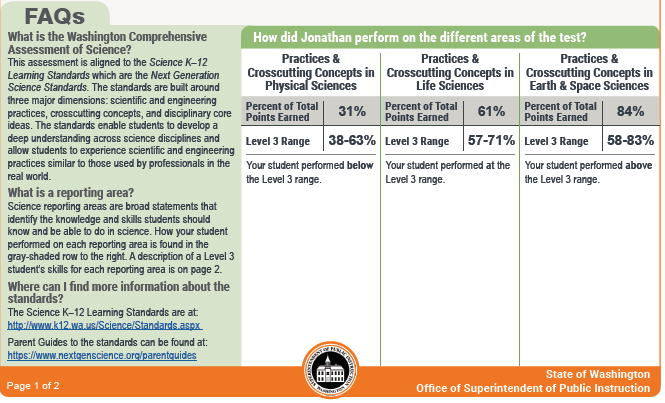 FAQs
What is the Washington Comprehensive
Assessment of Science?
This assessment is aligned to the Science K–12
Learning Standards which are the Next Generation
Science Standards. The standards are built around
three major dimensions: scientific and engineering
practices, crosscutting concepts, and disciplinary core
ideas. The standards enable students to develop a
deep understanding across science disciplines and
allow students to experience scientific and engineering
practices similar to those used by professionals in the
real world.
What is a reporting area?
Science reporting areas are broad statements that
identify the knowledge and skills students should
know and be able to do in science. How your student
performed on each reporting area is found in the
gray-shaded row to the right. A description of a Level 3
student's skills for each reporting area is on page 2.
Where can I find more information about the
standards?
The Science K–12 Learning Standards are at:
http://www.k12.wa.us/Science/Standards.aspx
Parent Guides to the standards can be found at:
https://www.nextgenscience.org/parentguides
How did Jonathan perform on the different areas of the test?
Practices &
Crosscutting Concepts in
Physical Sciences
Percent of Total
Points Earned
31%
Level 3 Range
38-63%
Your student performed below
the Level 3 range.
Practices &
Crosscutting Concepts in
Life Sciences
Percent of Total
Points Earned
61%
Level 3 Range
57-71%
Your student performed at the
Level 3 range.
Practices &
Crosscutting Concepts in
Earth & Space Sciences
Percent of Total
Points Earned
84%
Level 3 Range
58-83%
Your student performed above
the Level 3 range.
Page 1 of 2
State of Washington
Office of Superintendent of Public Instruction